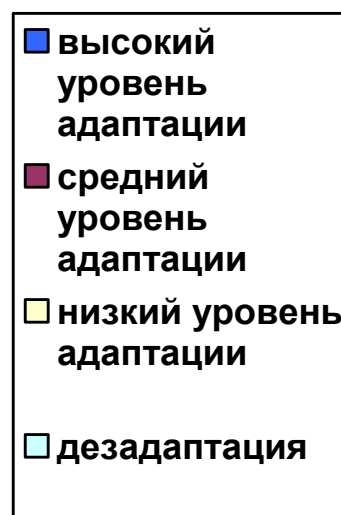 высокий
уровень
адаптации
средний
уровень
адаптации
низкий уровень
адаптации
дезадаптация